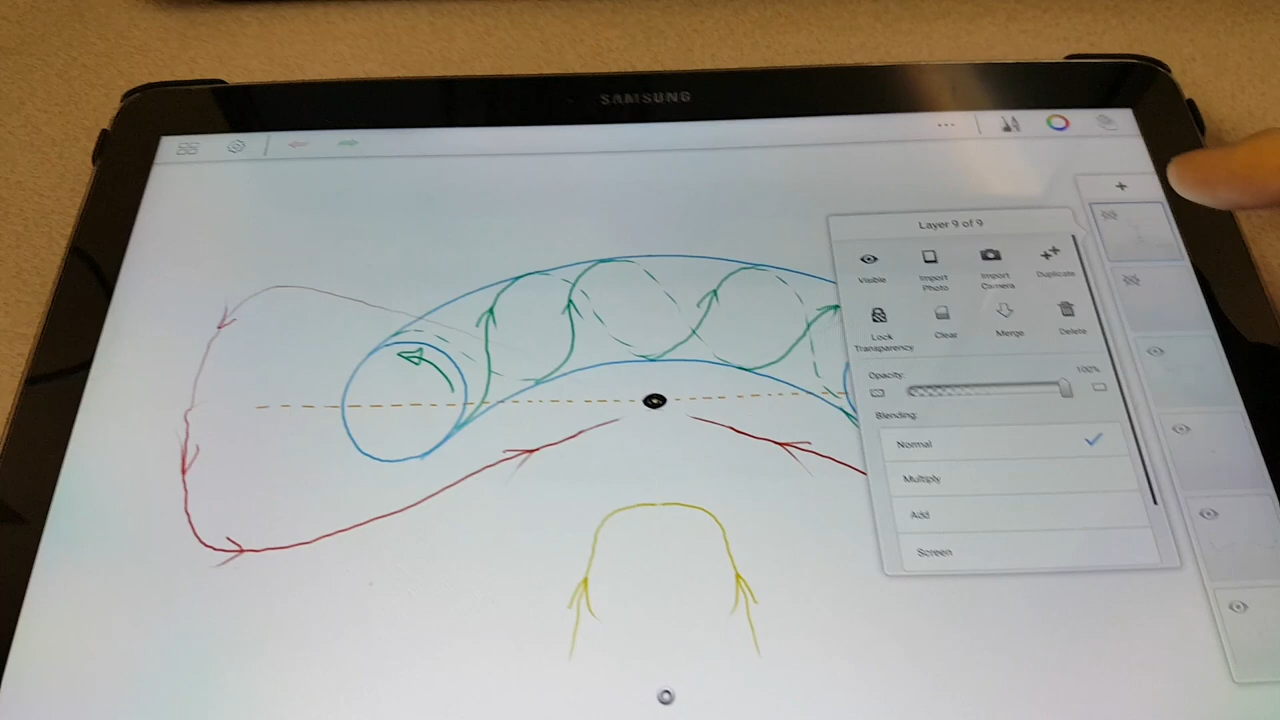 SAMSUNG
Layer 9 of 9
Visible
Import
Photo
Import
Camera
Duplicate
Lock
Transparency
Clear
Merge
Delete
Opacity:
100%
Blending:
Normal
Multiply
Add
Screen